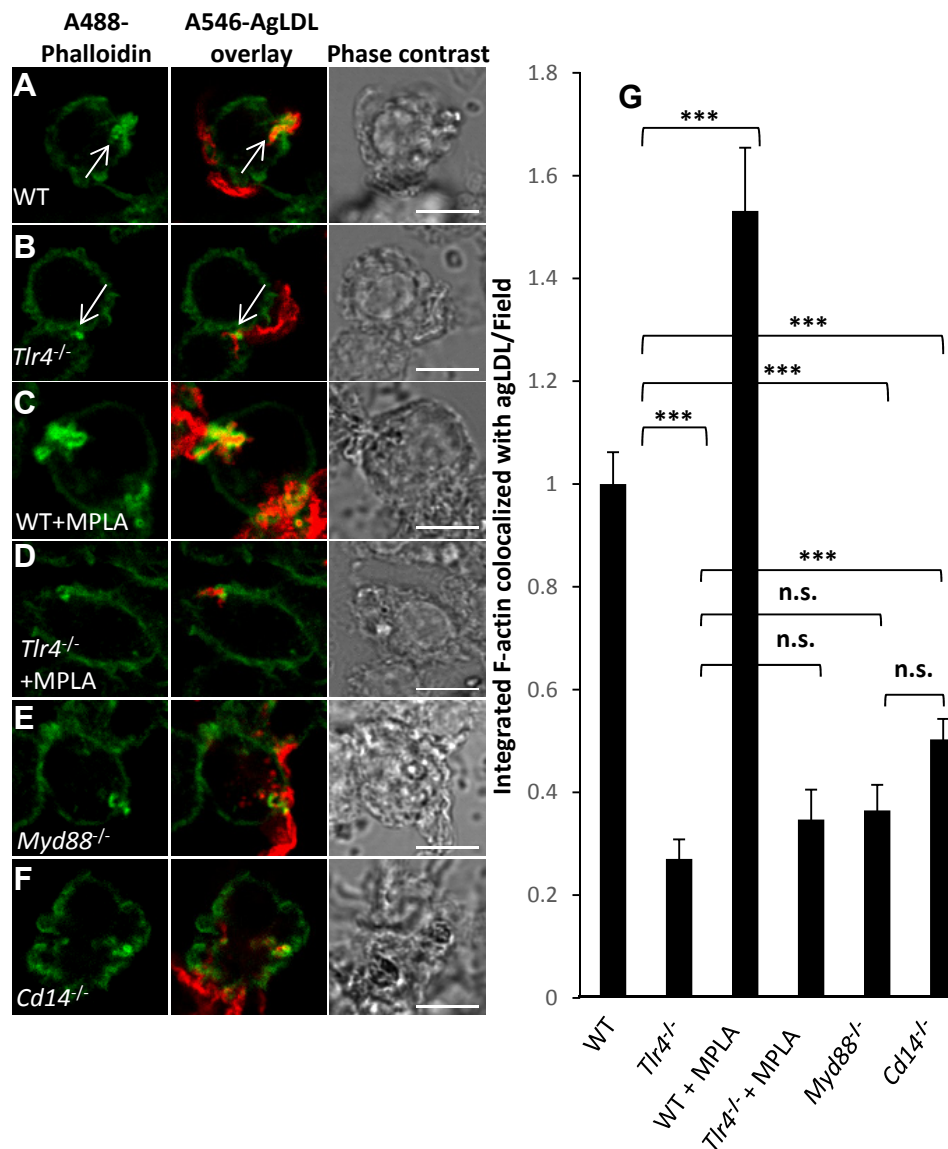 A488-
Phalloidin
A546-AgLDL
overlay
Phase contrast
A
WT
B
Tlr4-/-
C
WT+MPLA
D
Tlr4-/-
+MPLA
E
Myd88-/-
F
Cd14-/-
G
Integrated F-actin colocalized with agLDL/Field
1.8
1.6
1.4
1.2
1
0.8
0.6
0.4
0.2
0
***
***
***
***
***
n.s.
n.s.
n.s.
WT
Tlr4-/-
WT + MPLA
Tlr4-/- + MPLA
Myd88-/-
Cd14-/-